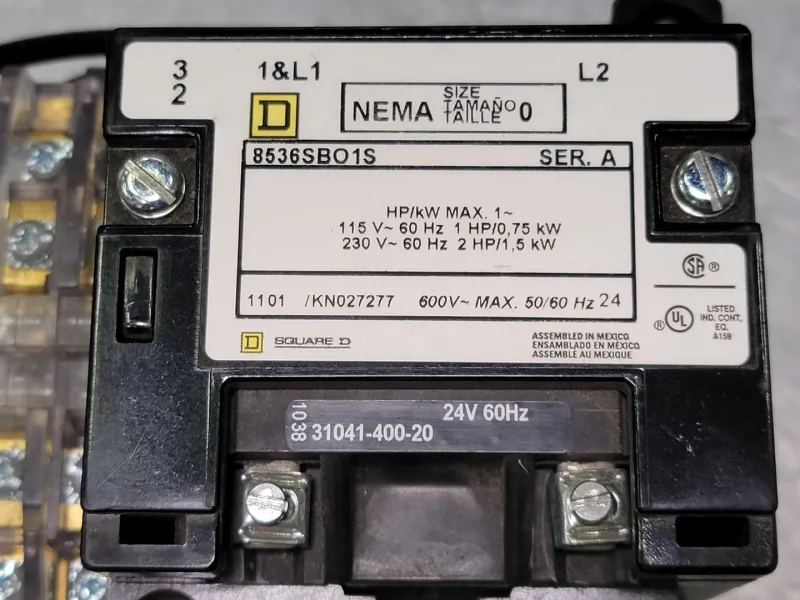 3 1&L1 L2
2
D
NEMA SIZE TAMAÑO TAILLE 0
8536SBO1S SER. A
HP/kW MAX. 1~
115 V~ 60 Hz 1 HP/0,75 kW
230 V~ 60 Hz 2 HP/1,5 kW
1101 /KN027277 600V~ MAX. 50/60 Hz 24
SA ®
® UL LISTED
IND. CONT.
EQ.
A159
D SQUARE D
ASSEMBLED IN MEXICO
ENSAMBLADO EN MÉXICO
ASSEMBLE AU MEXIQUE
1038
24V 60Hz
31041-400-20